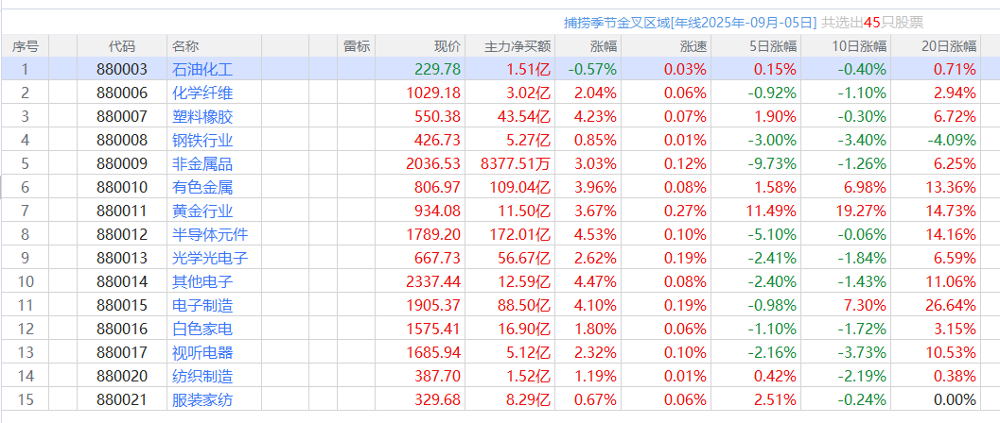 捕捞季节金叉区域[年线2025年-09月-05日] 共选出45只股票
序号 代码 名称 雷标 现价 主力净买额 涨幅 涨速 5日涨幅 10日涨幅 20日涨幅
1 880003 石油化工 229.78 1.51亿 -0.57% 0.03% 0.15% -0.40% 0.71%
2 880006 化学纤维 1029.18 3.02亿 2.04% 0.06% -0.92% -1.10% 2.94%
3 880007 塑料橡胶 550.38 43.54亿 4.23% 0.07% 1.90% -0.30% 6.72%
4 880008 钢铁行业 426.73 5.27亿 0.85% 0.01% -3.00% -3.40% -4.09%
5 880009 非金属品 2036.53 8377.51万 3.03% 0.12% -9.73% -1.26% 6.25%
6 880010 有色金属 806.97 109.04亿 3.96% 0.08% 1.58% 6.98% 13.36%
7 880011 黄金行业 934.08 11.50亿 3.67% 0.27% 11.49% 19.27% 14.73%
8 880012 半导体元件 1789.20 172.01亿 4.53% 0.10% -5.10% -0.06% 14.16%
9 880013 光学光电子 667.73 56.67亿 2.62% 0.19% -2.41% -1.84% 6.59%
10 880014 其他电子 2337.44 12.59亿 4.47% 0.08% -2.40% -1.43% 11.06%
11 880015 电子制造 1905.37 88.50亿 4.10% 0.19% -0.98% 7.30% 26.64%
12 880016 白色家电 1575.41 16.90亿 1.80% 0.06% -1.10% -1.72% 3.15%
13 880017 视听电器 1685.94 5.12亿 2.32% 0.10% -2.16% -3.73% 10.53%
14 880020 纺织制造 387.70 1.52亿 1.19% 0.01% 0.42% -2.19% 0.38%
15 880021 服装家纺 329.68 8.29亿 0.67% 0.06% 2.51% -0.24% 0.00%